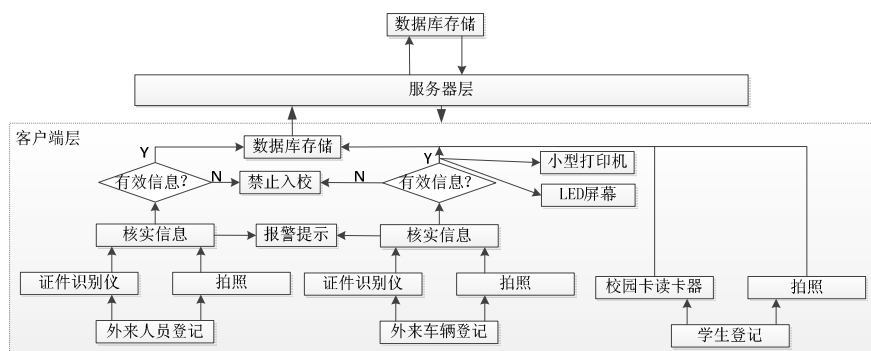 数据库存储
服务器层
客户端层
数据库存储
Y
Y
小型打印机
有效信息?
N
禁止入校
N
有效信息?
LED屏幕
核实信息
报警提示
核实信息
证件识别仪
拍照
证件识别仪
拍照
校园卡读卡器
拍照
外来人员登记
外来车辆登记
学生登记